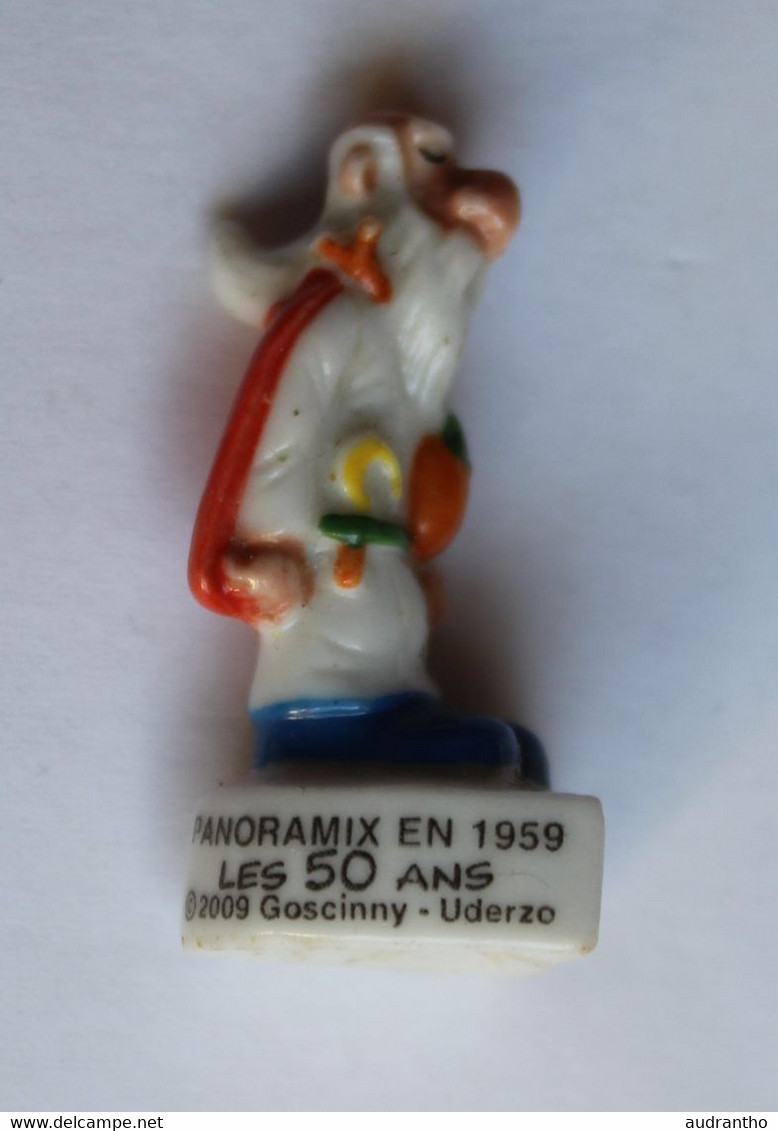 PANORAMIX EN 1959
LES 50 ANS
©2009 Goscinny - Uderzo
www.delcampe.net
audrantho